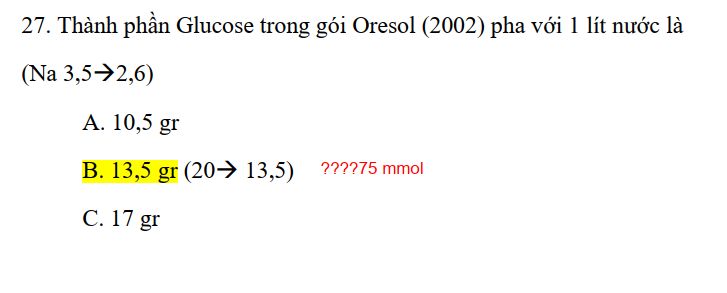 27. Thành phần Glucose trong gói Oresol (2002) pha với 1 lít nước là
(Na 3,5→2,6)
A. 10,5 gr
B. 13,5 gr (20→ 13,5) ????75 mmol
C. 17 gr